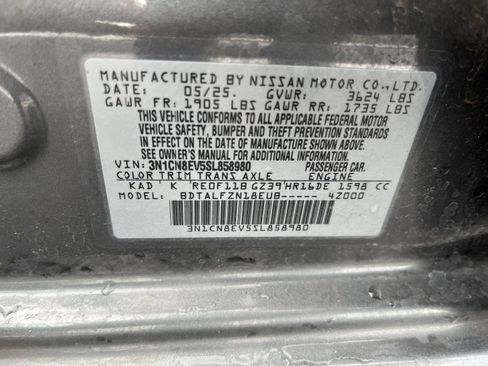 MANUFACTURED BY NISSAN MOTOR CO., LTD.
DATE: 05/25. GVWR: 3624 LBS
GAWR FR: 1905 LBS GAWR RR: 1735 LBS
THIS VEHICLE CONFORMS TO ALL APPLICABLE FEDERAL MOTOR
VEHICLE SAFETY, BUMPER AND THEFT PREVENTION STANDARDS
IN EFFECT ON THE DATE OF MANUFACTURE SHOWN ABOVE.
SEE OWNER'S MANUAL OR
VIN: 3N1CN8EV5SL858980 PASSENGER CAR.
COLOR TRIM TRANS AXLE ENGINE
KAD K RE0F11B GZ39 HR16DE 1598 CC
MODEL: BDTALFZN18EUB----- 4Z000
3N1CN8EV5SL858980